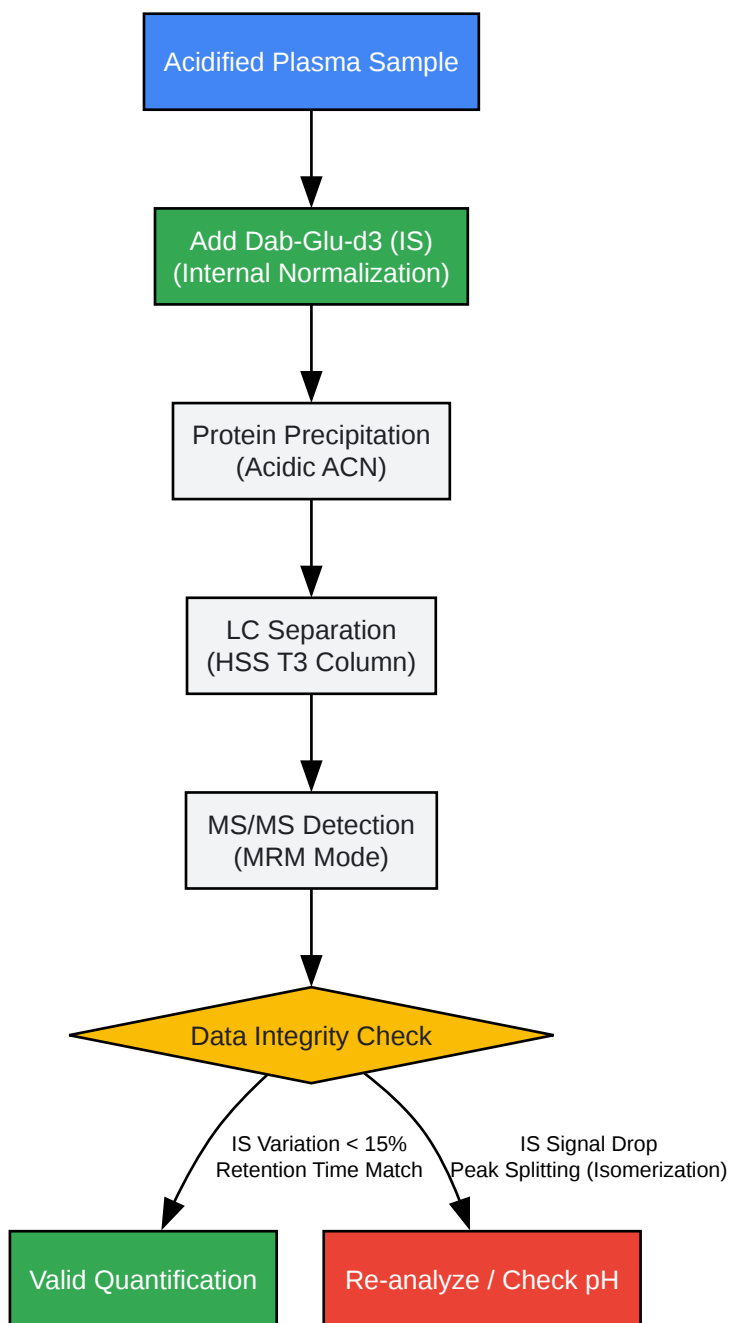 Acidified Plasma Sample
Add Dab-Glu-d3 (IS)
(Internal Normalization)
Protein Precipitation
(Acidic ACN)
LC Separation
(HSS T3 Column)
MS/MS Detection
(MRM Mode)
Data Integrity Check
IS Variation < 15%
Retention Time Match
IS Signal Drop
Peak Splitting (Isomerization)
Valid Quantification
Re-analyze / Check pH